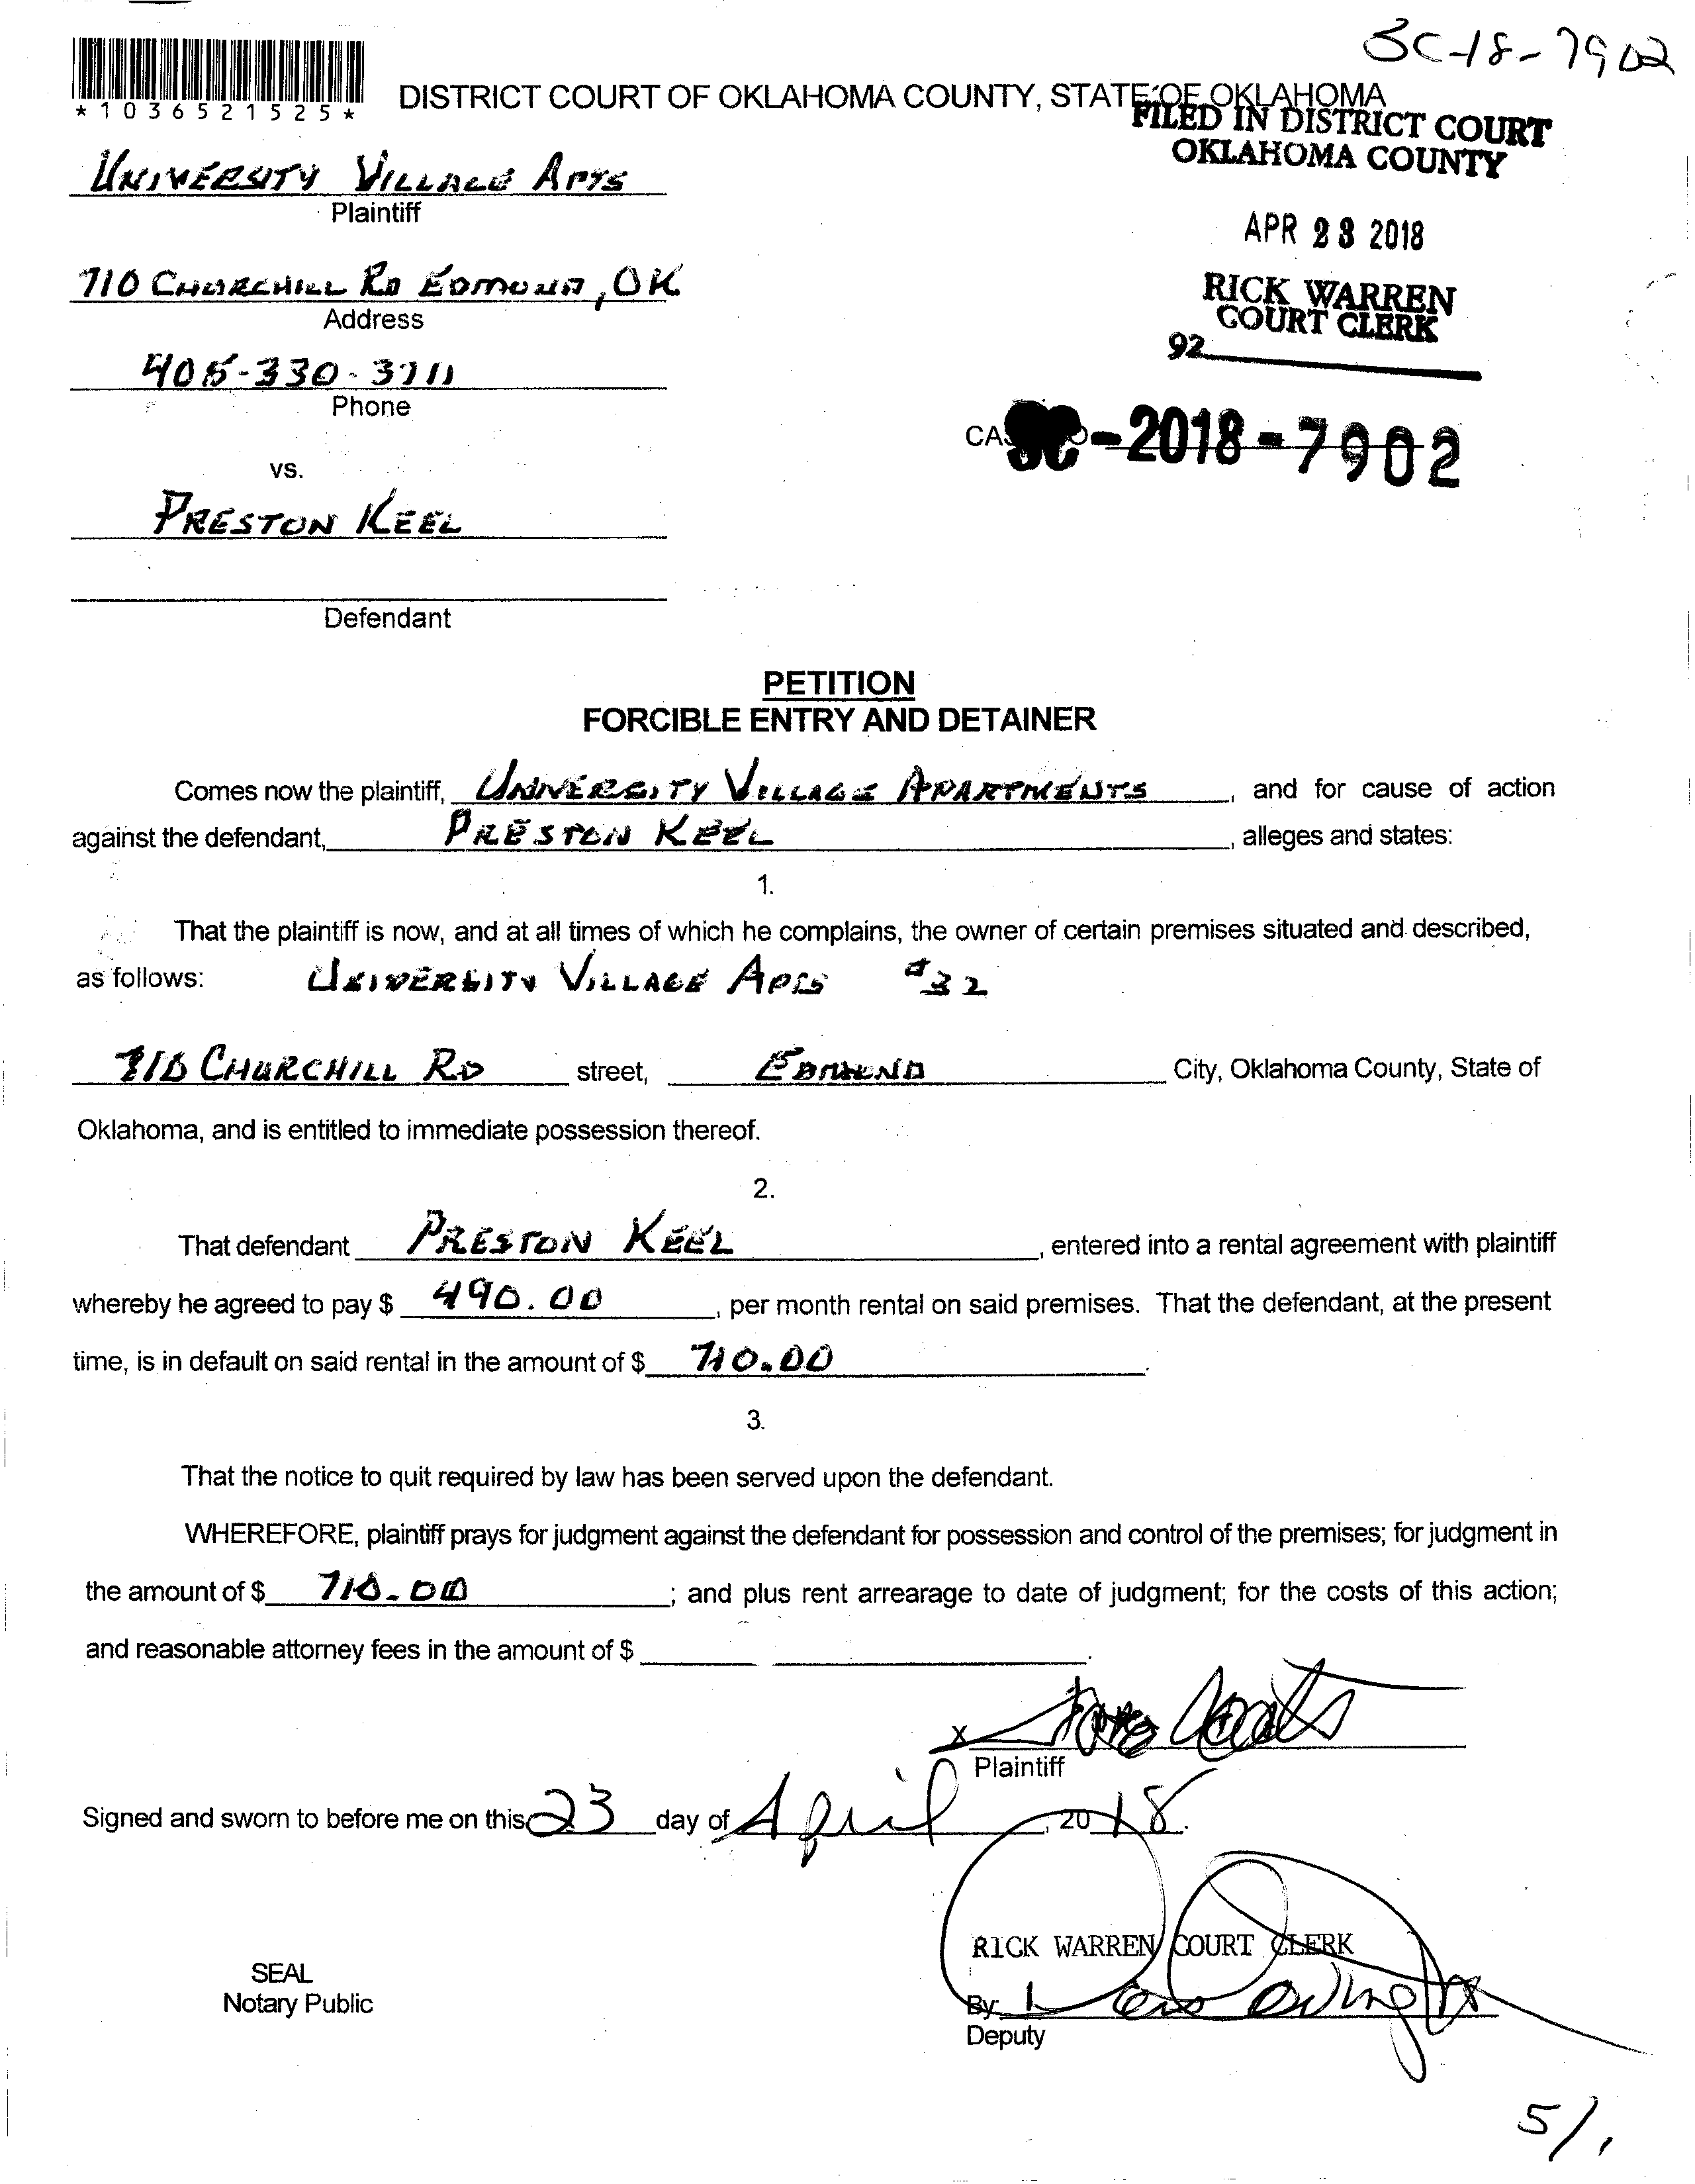 SC-18-7902
*1036521525*
DISTRICT COURT OF OKLAHOMA COUNTY, STATE OF OKLAHOMA
FILED IN DISTRICT COURT
OKLAHOMA COUNTY
UNIVERSITY VILLAGE APTS
Plaintiff
APR 23 2018
710 CHURCHILL RD EDMOND, OK
Address
RICK WARREN
COURT CLERK
92
405-330-3711
Phone
SC-2018-7902
vs.
PRESTON KEEL
Defendant
PETITION
FORCIBLE ENTRY AND DETAINER
Comes now the plaintiff, UNIVERSITY VILLAGE APARTMENTS, and for cause of action
against the defendant, PRESTON KEEL, alleges and states:
1.
That the plaintiff is now, and at all times of which he complains, the owner of certain premises situated and described,
as follows: UNIVERSITY VILLAGE APTS #32
710 CHURCHILL RD street, EDMOND City, Oklahoma County, State of
Oklahoma, and is entitled to immediate possession thereof.
2.
That defendant PRESTON KEEL, entered into a rental agreement with plaintiff
whereby he agreed to pay $ 490.00, per month rental on said premises. That the defendant, at the present
time, is in default on said rental in the amount of $ 710.00.
3.
That the notice to quit required by law has been served upon the defendant.
WHEREFORE, plaintiff prays for judgment against the defendant for possession and control of the premises; for judgment in
the amount of $ 710.00; and plus rent arrearage to date of judgment; for the costs of this action;
and reasonable attorney fees in the amount of $
X
Plaintiff
Signed and sworn to before me on this 23 day of April, 2018.
RICK WARREN COURT CLERK
SEAL
Notary Public
By:
Deputy
5/1